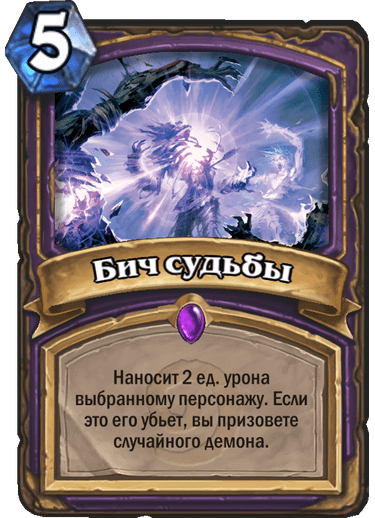 5
Бич судьбы
Наносит 2 ед. урона
выбранному персонажу. Если
это его убьет, вы призовете
случайного демона.